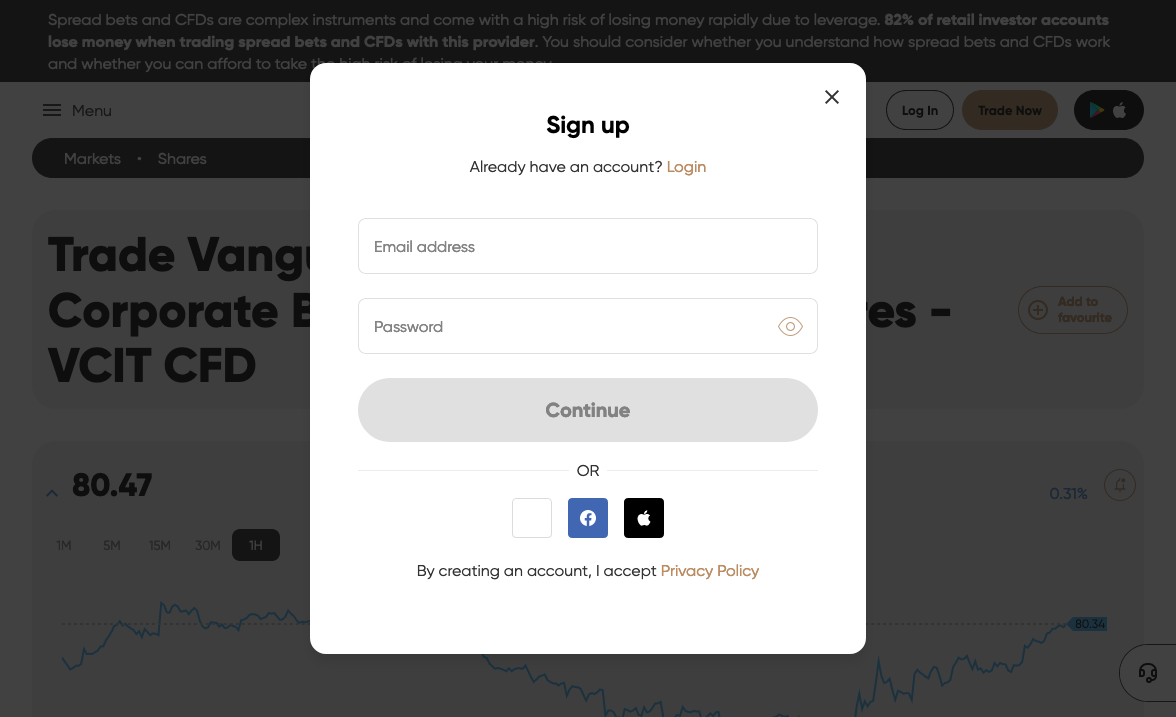 Spread bets and CFDs are complex instruments and come with a high risk of losing money rapidly due to leverage. 82% of retail investor accounts
lose money when trading spread bets and CFDs with this provider. You should consider whether you understand how spread bets and CFDs work
and whether you can afford to take the high risk of losing your money.
Menu
Log In
Trade Now
Markets • Shares
Sign up
Already have an account? Login
Email address
Password
Continue
OR
By creating an account, I accept Privacy Policy
Trade
Corporate
VCIT CFD
Add to
favourite
80.47
0.31%
1M 5M 15M 30M 1H
80.34